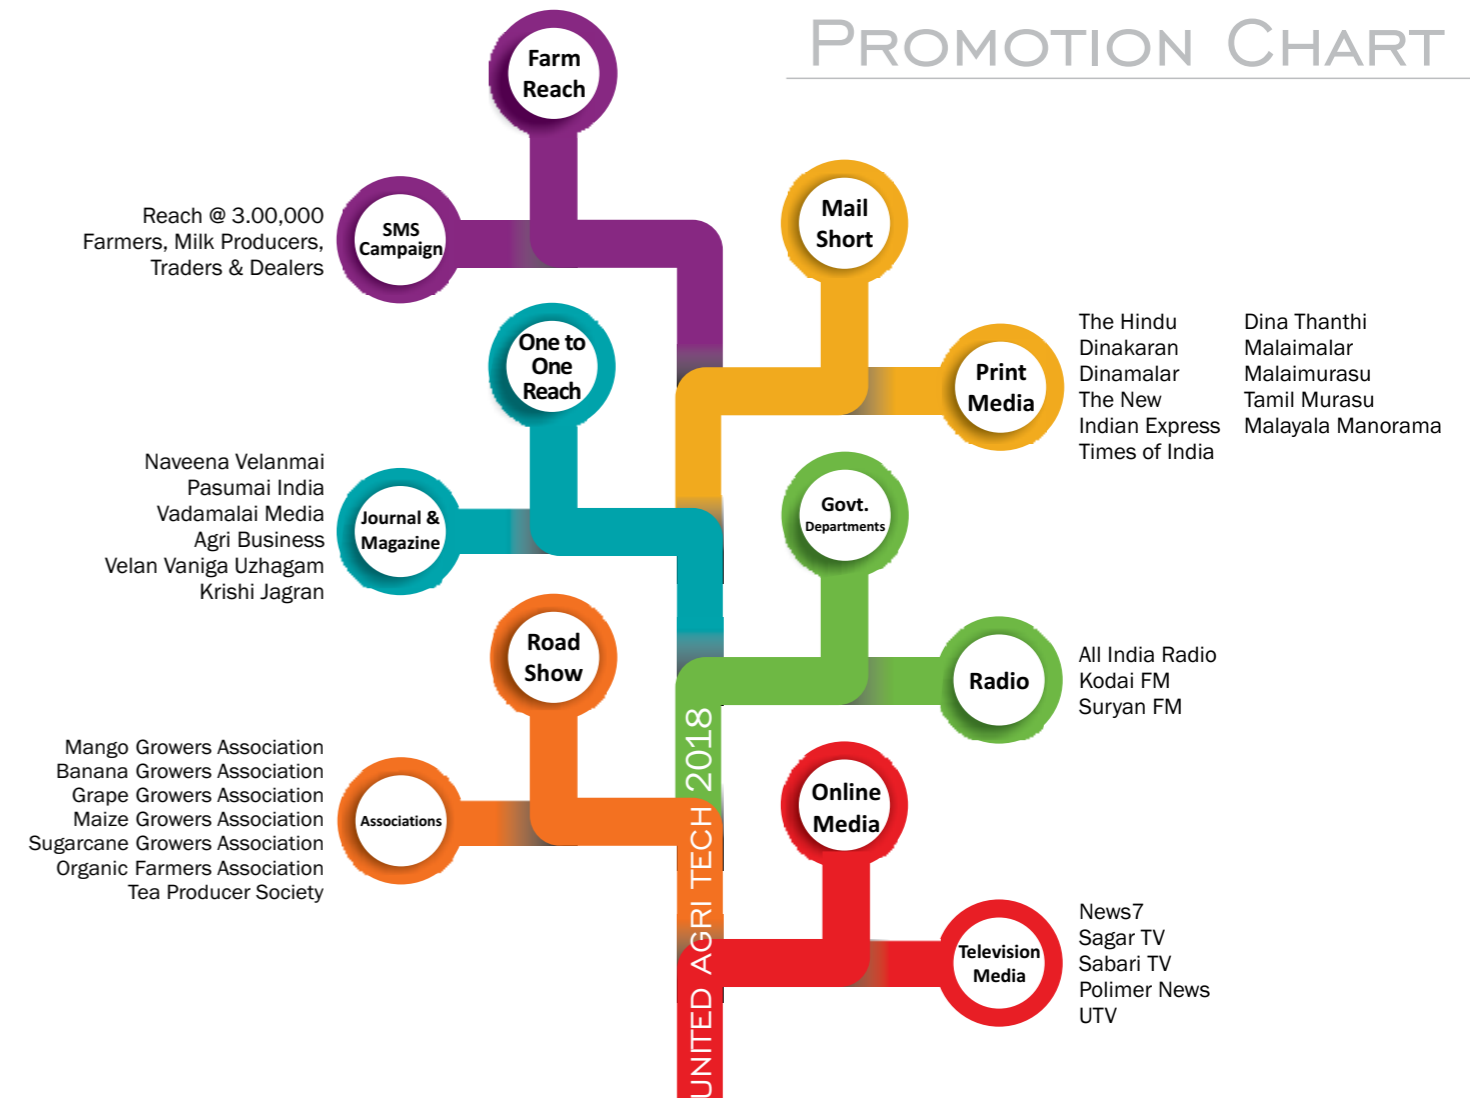 PROMOTION CHART
Farm
Reach
SMS
Campaign
Reach @ 3.00,000
Farmers, Milk Producers,
Traders & Dealers
Mail
Short
Print
Media
The Hindu
Dinakaran
Dinamalar
The New
Indian Express
Times of India
Dina Thanthi
Malaimalar
Malaimurasu
Tamil Murasu
Malayala Manorama
One to
One
Reach
Journal &
Magazine
Naveena Velanmai
Pasumai India
Vadamalai Media
Agri Business
Velan Vaniga Uzhagam
Krishi Jagran
Govt.
Departments
Radio
All India Radio
Kodai FM
Suryan FM
Road
Show
Associations
Mango Growers Association
Banana Growers Association
Grape Growers Association
Maize Growers Association
Sugarcane Growers Association
Organic Farmers Association
Tea Producer Society
Online
Media
Television
Media
News7
Sagar TV
Sabari TV
Polimer News
UTV
UNITED AGRI TECH 2018